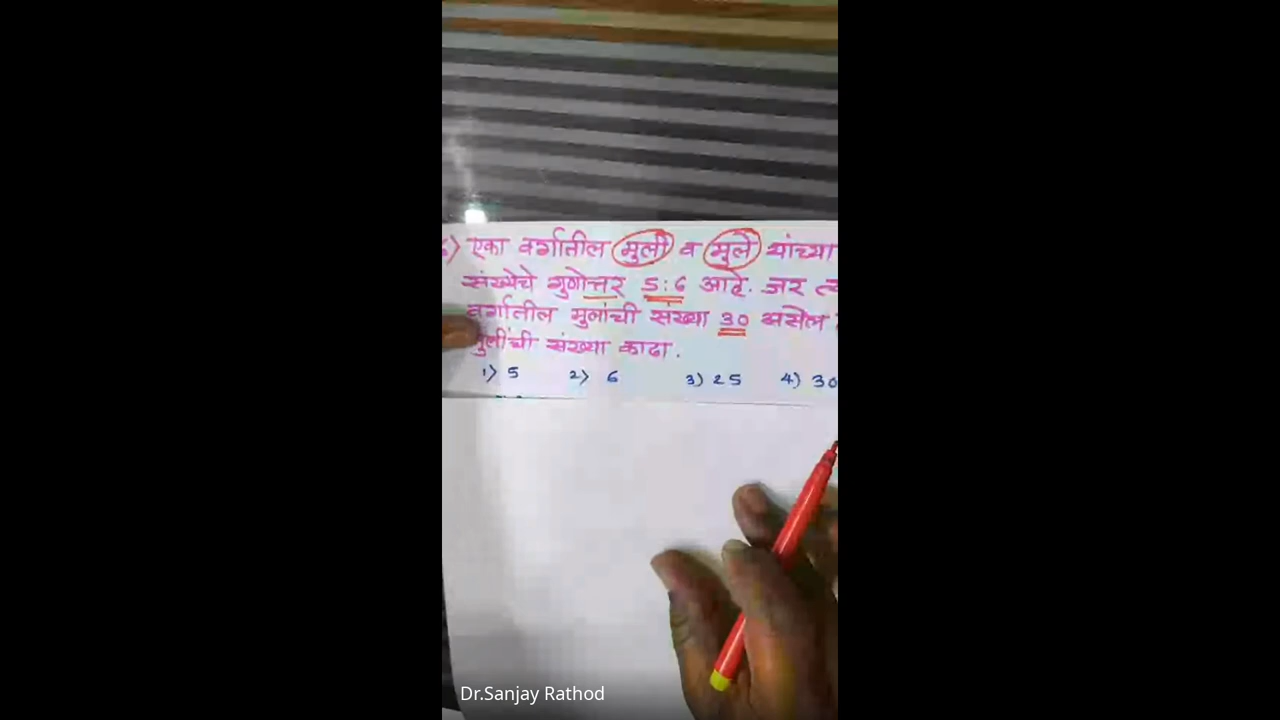 एका वर्गातील मुली व मुले यांच्या
संख्येचे गुणोत्तर 5:6 आहे. जर
वर्गातील मुलांची संख्या 30 असेल
मुलींची संख्या काढा.
1) 5 2) 6 3) 25 4) 30
Dr.Sanjay Rathod